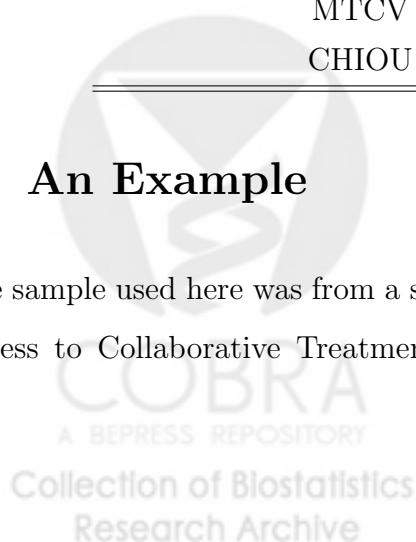 MTCV
CHIOU
An Example
e sample used here was from a s
ess to Collaborative Treatmen
COBRA
A BEPRESS REPOSITORY
Collection of Biostatistics
Research Archive